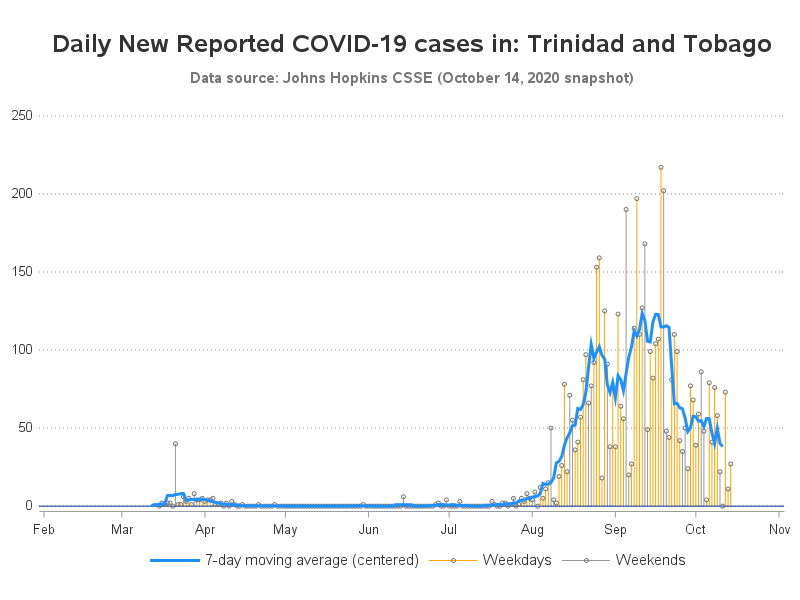 Daily New Reported COVID-19 cases in: Trinidad and Tobago
Data source: Johns Hopkins CSSE (October 14, 2020 snapshot)
250
200
150
100
50
0
Feb Mar Apr May Jun Jul Aug Sep Oct Nov
7-day moving average (centered) Weekdays Weekends